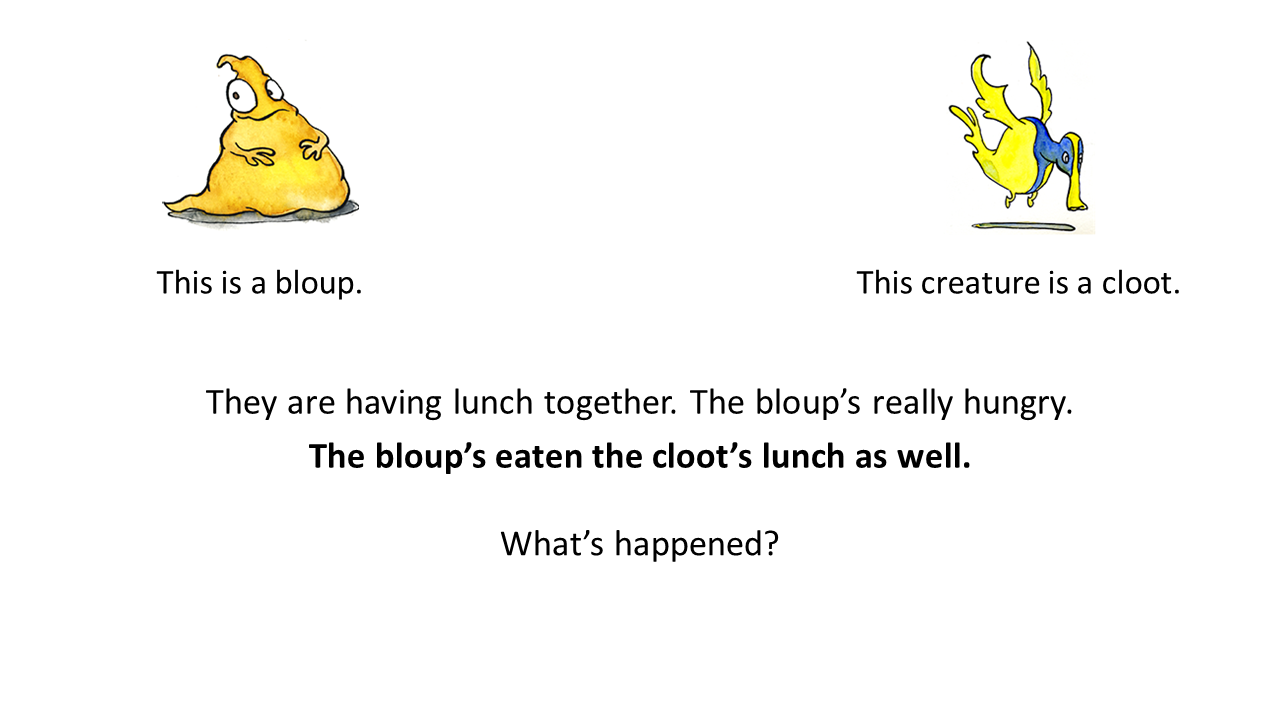 This is a bloup.
This creature is a cloot.
They are having lunch together. The bloup’s really hungry.
The bloup’s eaten the cloot’s lunch as well.
What’s happened?